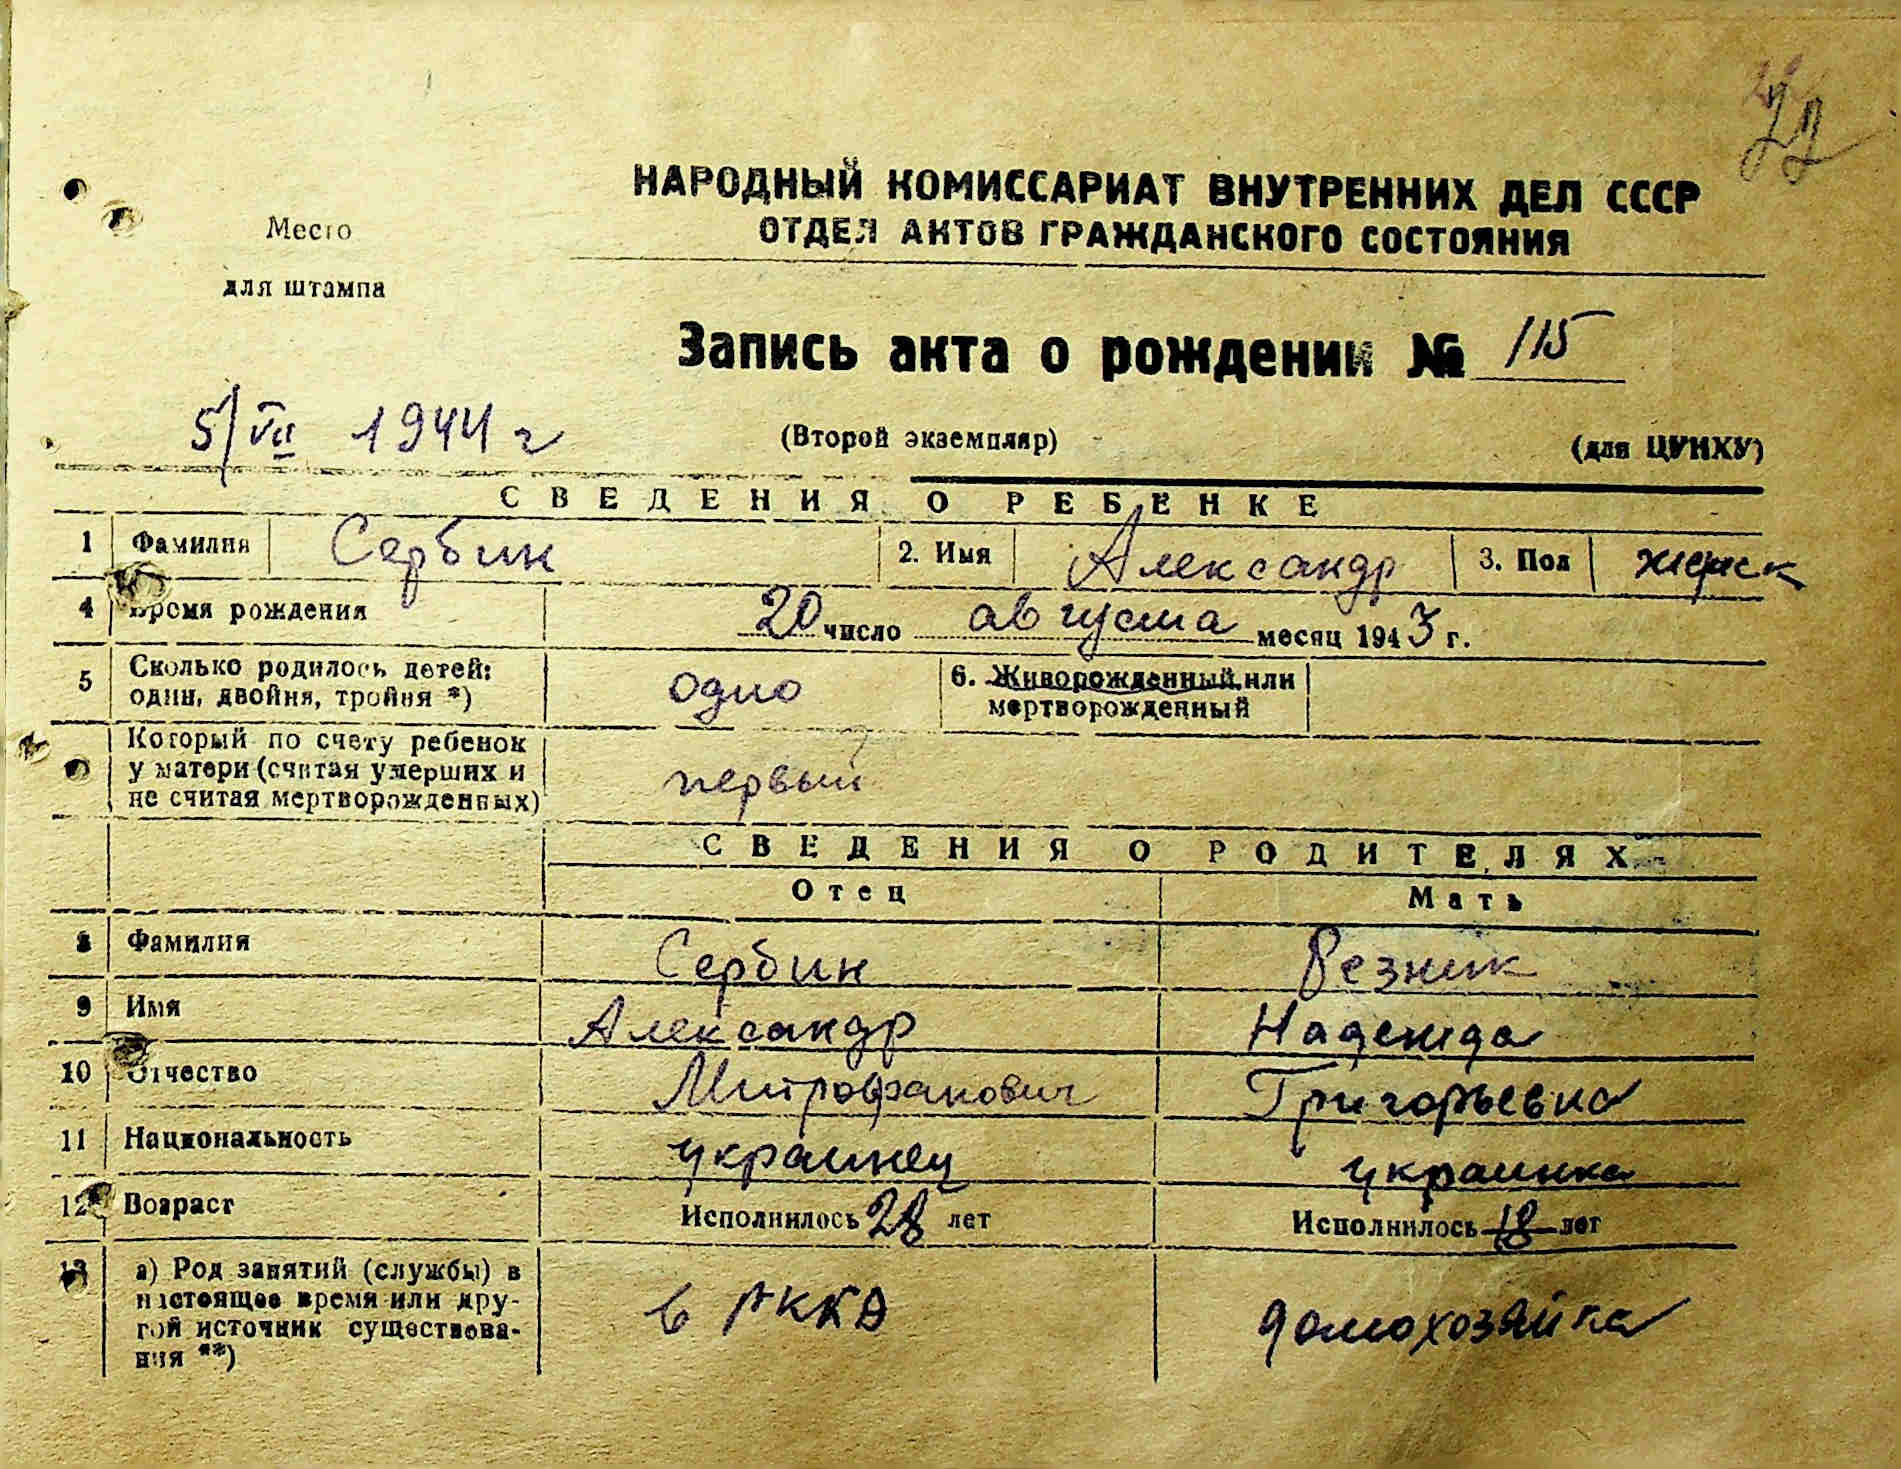 22
НАРОДНЫЙ КОМИССАРИАТ ВНУТРЕННИХ ДЕЛ СССР
ОТДЕЛ АКТОВ ГРАЖДАНСКОГО СОСТОЯНИЯ
Место
для штампа
Запись акта о рождении № 115
5/VII 1944 г
(Второй экземпляр) (для ЦУНХУ)
СВЕДЕНИЯ О РЕБЕНКЕ
1 Фамилия Сербин 2. Имя Александр 3. Пол
4 Время рождения 20 число августа месяц 1943 г.
5 Сколько родилось детей: один, двойня, тройня *) одно 6. Живорожденный или мертворожденный
Который по счету ребенок у матери (считая умерших и не считая мертворожденных) первый
СВЕДЕНИЯ О РОДИТЕЛЯХ
Отец Мать
8 Фамилия Сербин Резник
9 Имя Александр Надежда
10 Отчество Митрофанович Григорьевна
11 Национальность украинец украинка
12 Возраст Исполнилось 28 лет Исполнилось 18 лет
13 а) Род занятий (службы) в настоящее время или другой источник существования **) в РККА домохозяйка